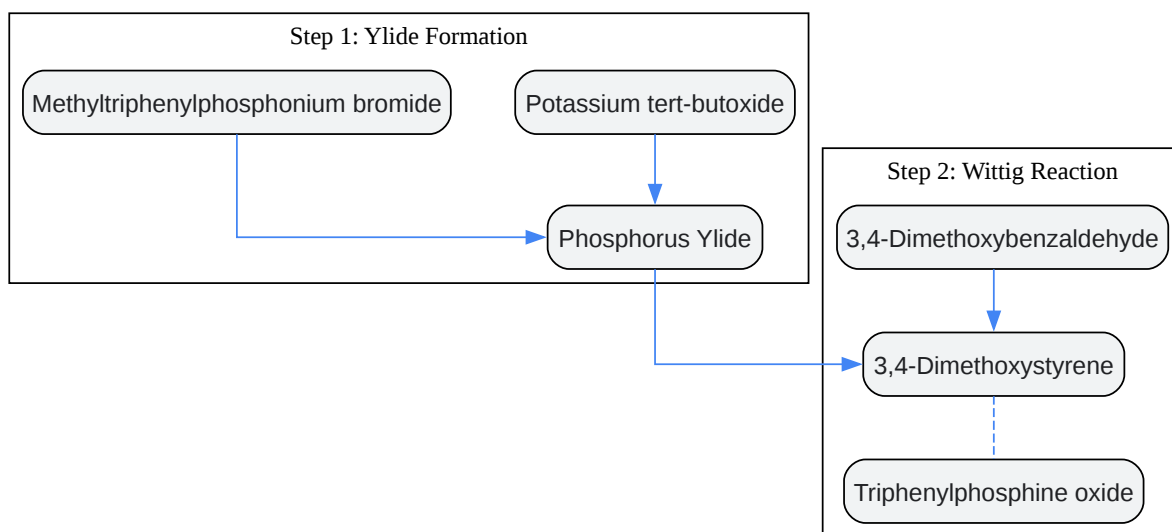 Step 1: Ylide Formation
Methyltriphenylphosphonium bromide
Potassium tert-butoxide
Phosphorus Ylide
Step 2: Wittig Reaction
3,4-Dimethoxybenzaldehyde
3,4-Dimethoxystyrene
Triphenylphosphine oxide